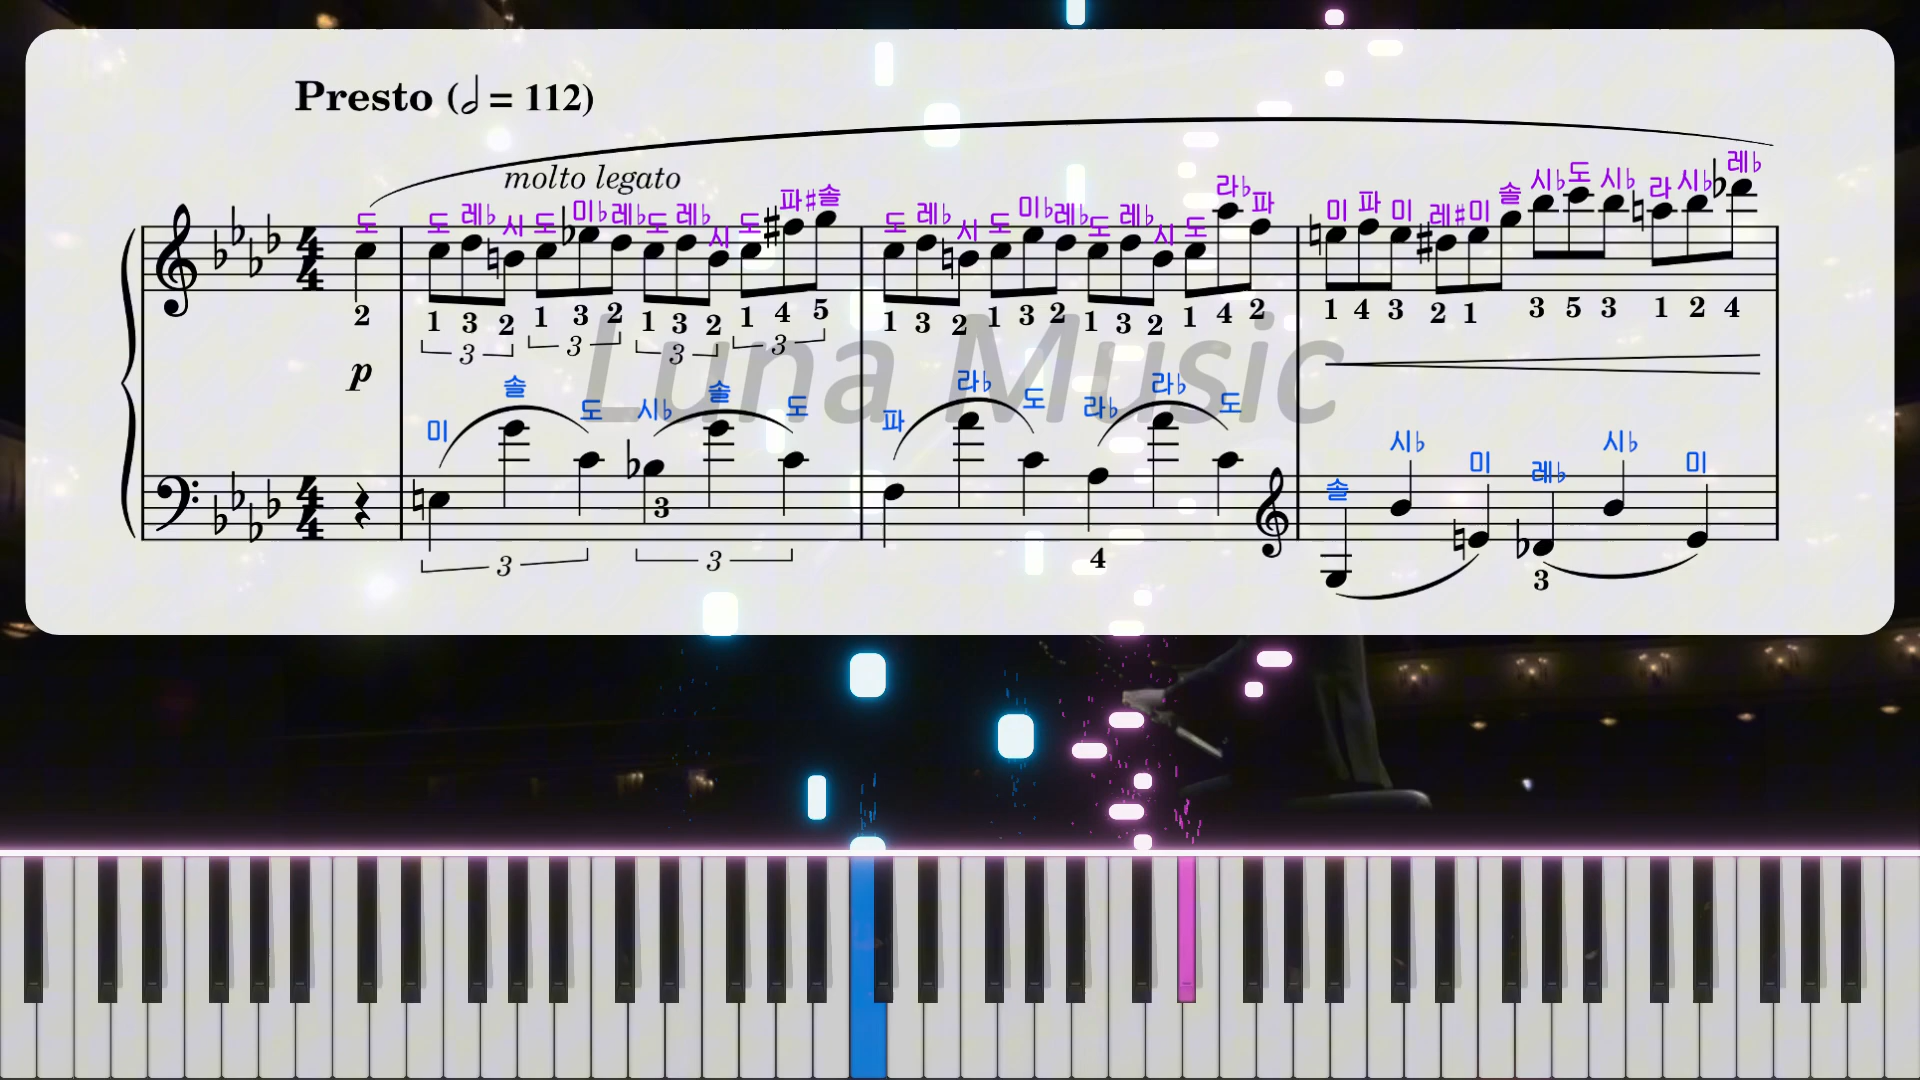 Presto (𝅗𝅥 = 112)
molto legato
도 도 레♭ 시 도 미♭ 레♭ 도 레♭ 시 도 파♯ 솔 도 레♭ 시 도 미♭ 레♭ 도 레♭ 시 도 라♭ 파 미 파 미 레♯ 미 솔 시♭ 도 시♭ 라 시♭ 레♭
4 4
2 1 3 2 1 3 2 1 3 2 1 4 5 1 3 2 1 3 2 1 3 2 1 4 2 1 4 3 2 1 3 5 3 1 2 4
3 3 3 3
Luna Music
p
미 솔 도 시♭ 솔 도 파 라♭ 도 라♭ 라♭ 도 솔 시♭ 미 레♭ 시♭ 미
4 4
3
3 3 4 3